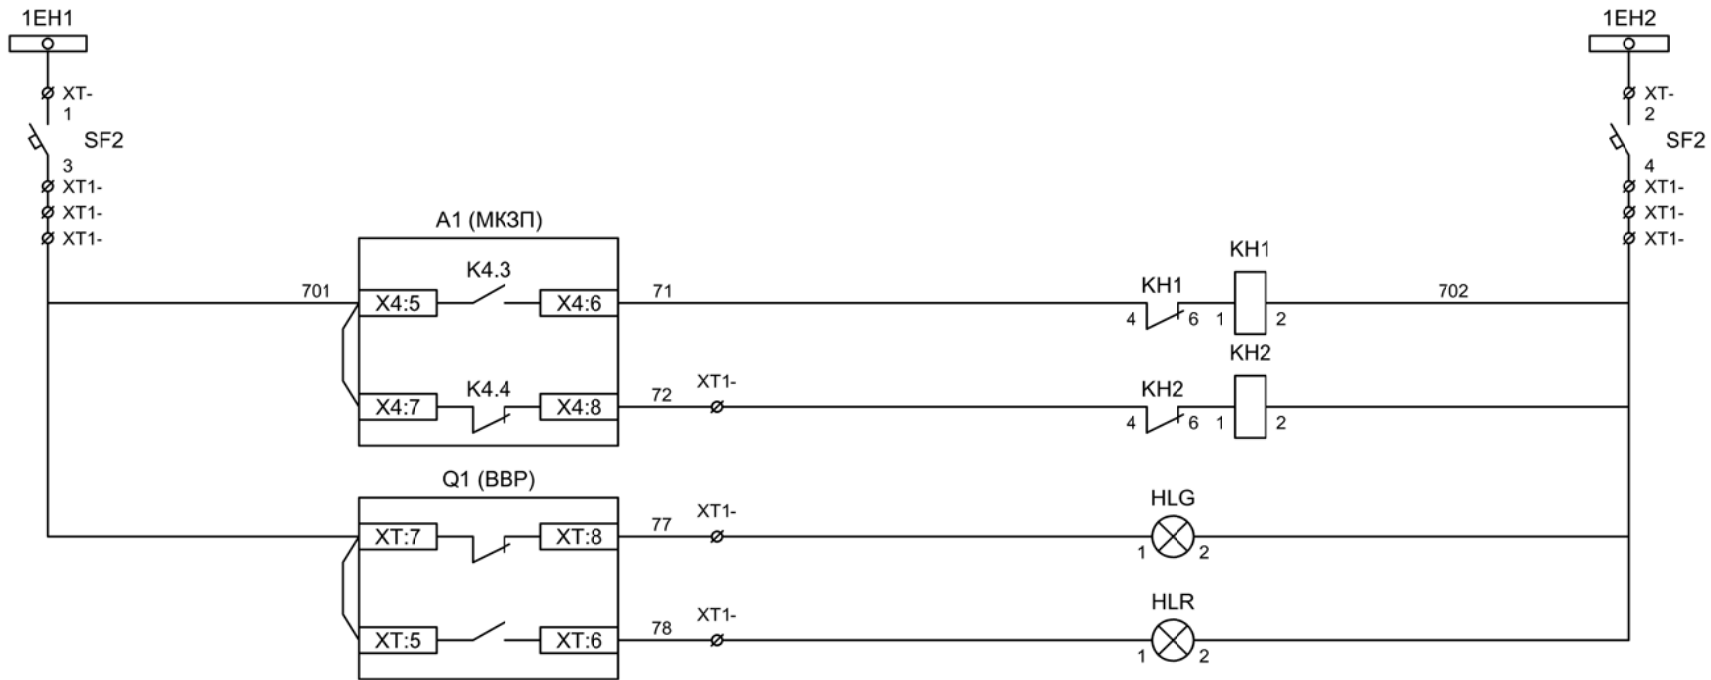 1EH1
1EH2
XT-
XT-
1
2
SF2
SF2
3
4
XT1-
XT1-
XT1-
XT1-
XT1-
XT1-
A1 (МКЗП)
K4.3
KH1
701
X4:5
X4:6
71
KH1
702
4
6
1
2
K4.4
XT1-
KH2
X4:7
X4:8
72
KH2
4
6
1
2
Q1 (ВВР)
XT1-
HLG
XT:7
XT:8
77
1
2
XT1-
HLR
XT:5
XT:6
78
1
2